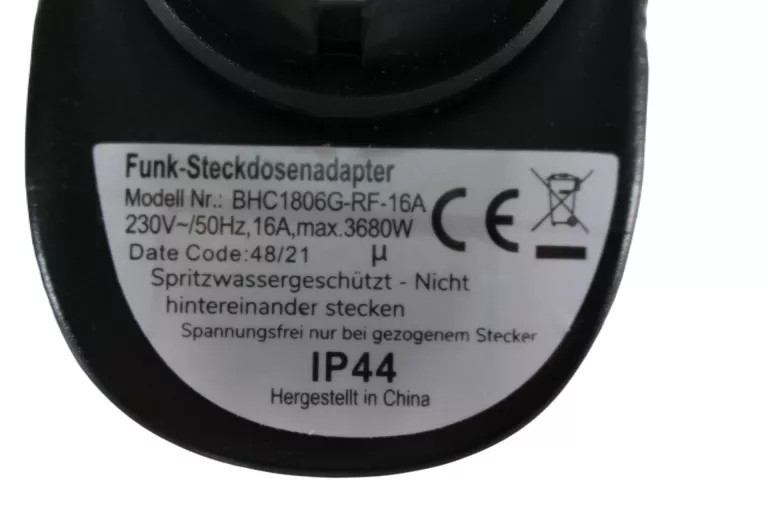 Funk-Steckdosenadapter
Modell Nr.: BHC1806G-RF-16A
230V~/50Hz,16A,max.3680W
Date Code:48/21 µ
CE
Spritzwassergeschützt - Nicht
hintereinander stecken
Spannungsfrei nur bei gezogenem Stecker
IP44
Hergestellt in China